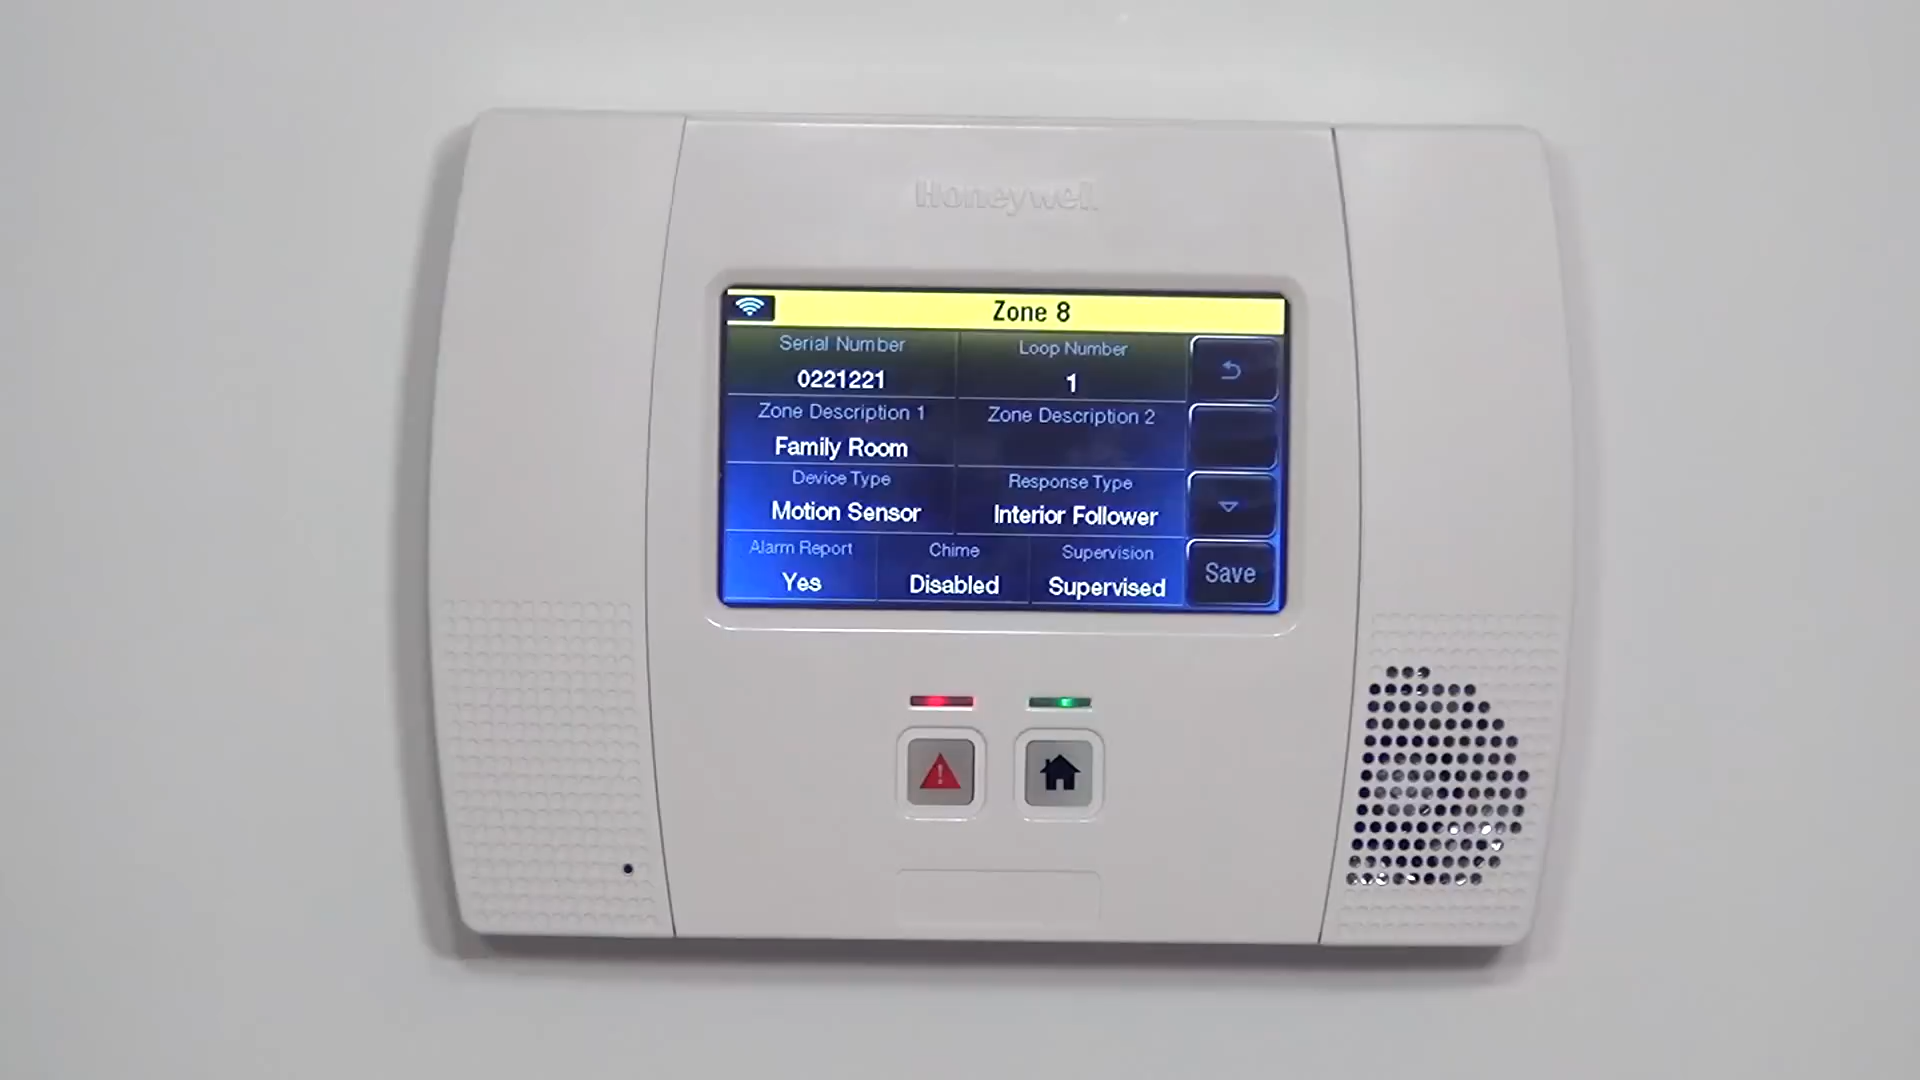 Honeywell
Zone 8
Serial Number
0221221
Loop Number
1
Zone Description 1
Family Room
Zone Description 2
Device Type
Motion Sensor
Response Type
Interior Follower
Alarm Report
Yes
Chime
Disabled
Supervision
Supervised
Save